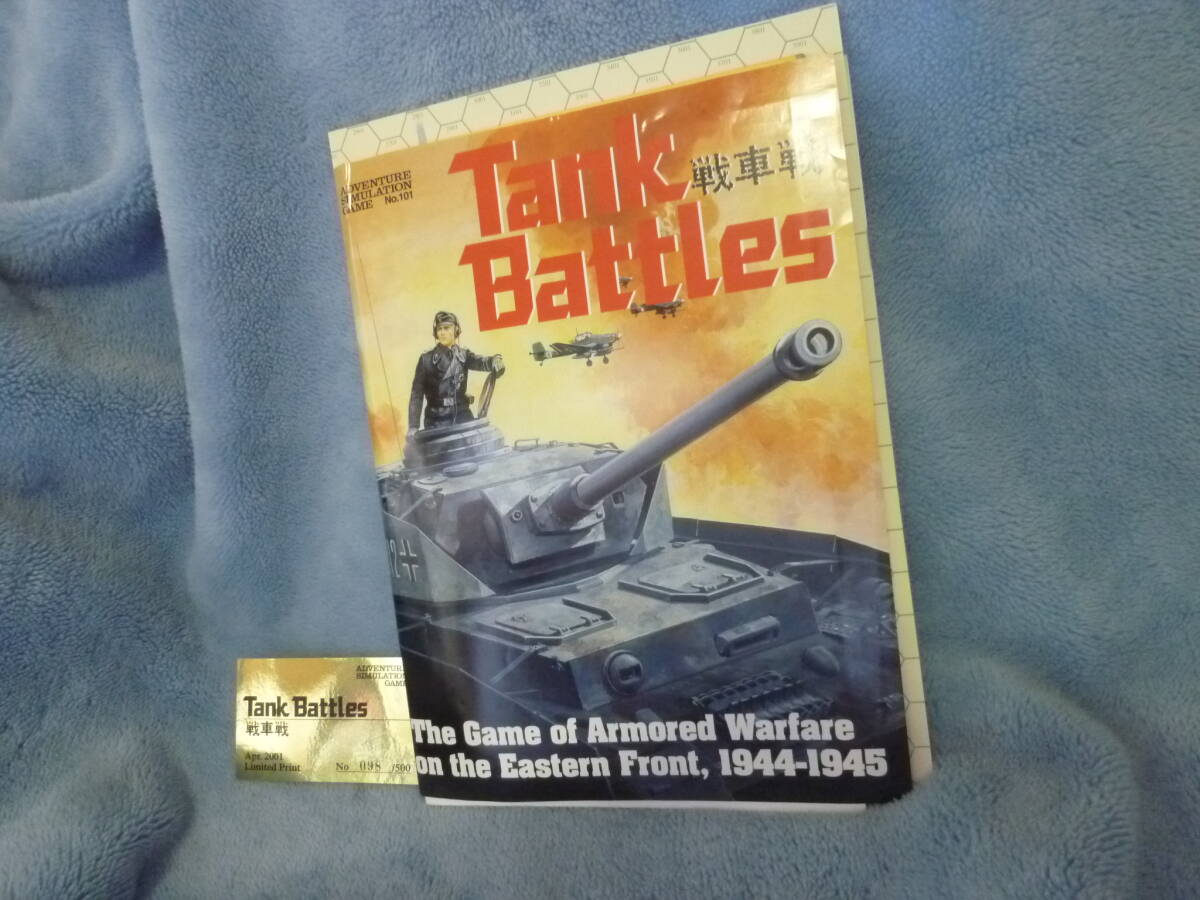 ADVENTURE
SIMULATION
GAME No.101
Tank
戦車戦
Battles
2
The Game of Armored Warfare
on the Eastern Front, 1944-1945
ADVENTURE
SIMULATION
GAME
Tank Battles
戦車戦
Apr. 2001
Limited Print No 098 /500